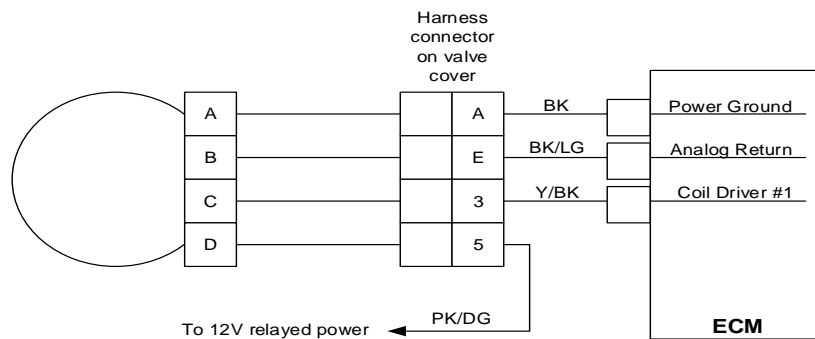 Harness
connector
on valve
cover
A A BK Power Ground
B E BK/LG Analog Return
C 3 Y/BK Coil Driver #1
D 5
To 12V relayed power PK/DG
ECM